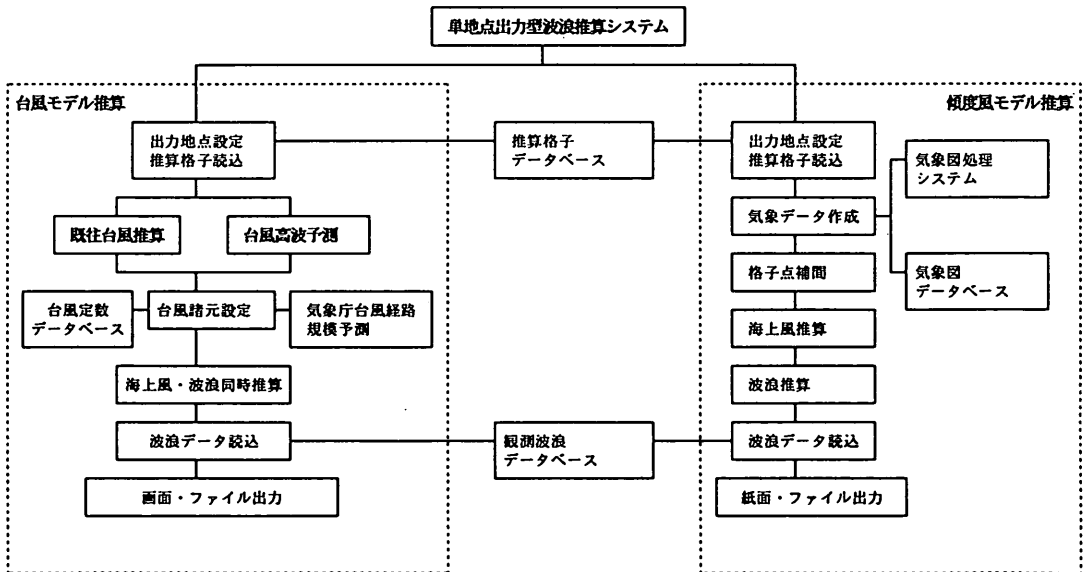 単地点出力型波浪推算システム
台風モデル推算
傾度風モデル推算
出力地点設定
推算格子読込
推算格子
データベース
出力地点設定
推算格子読込
気象図処理
システム
既往台風推算
台風高波予測
気象データ作成
格子点補間
気象図
データベース
台風定数
データベース
台風諸元設定
気象庁台風経路
規模予測
海上風推算
海上風・波浪同時推算
波浪推算
波浪データ読込
観測波浪
データベース
波浪データ読込
画面・ファイル出力
紙面・ファイル出力